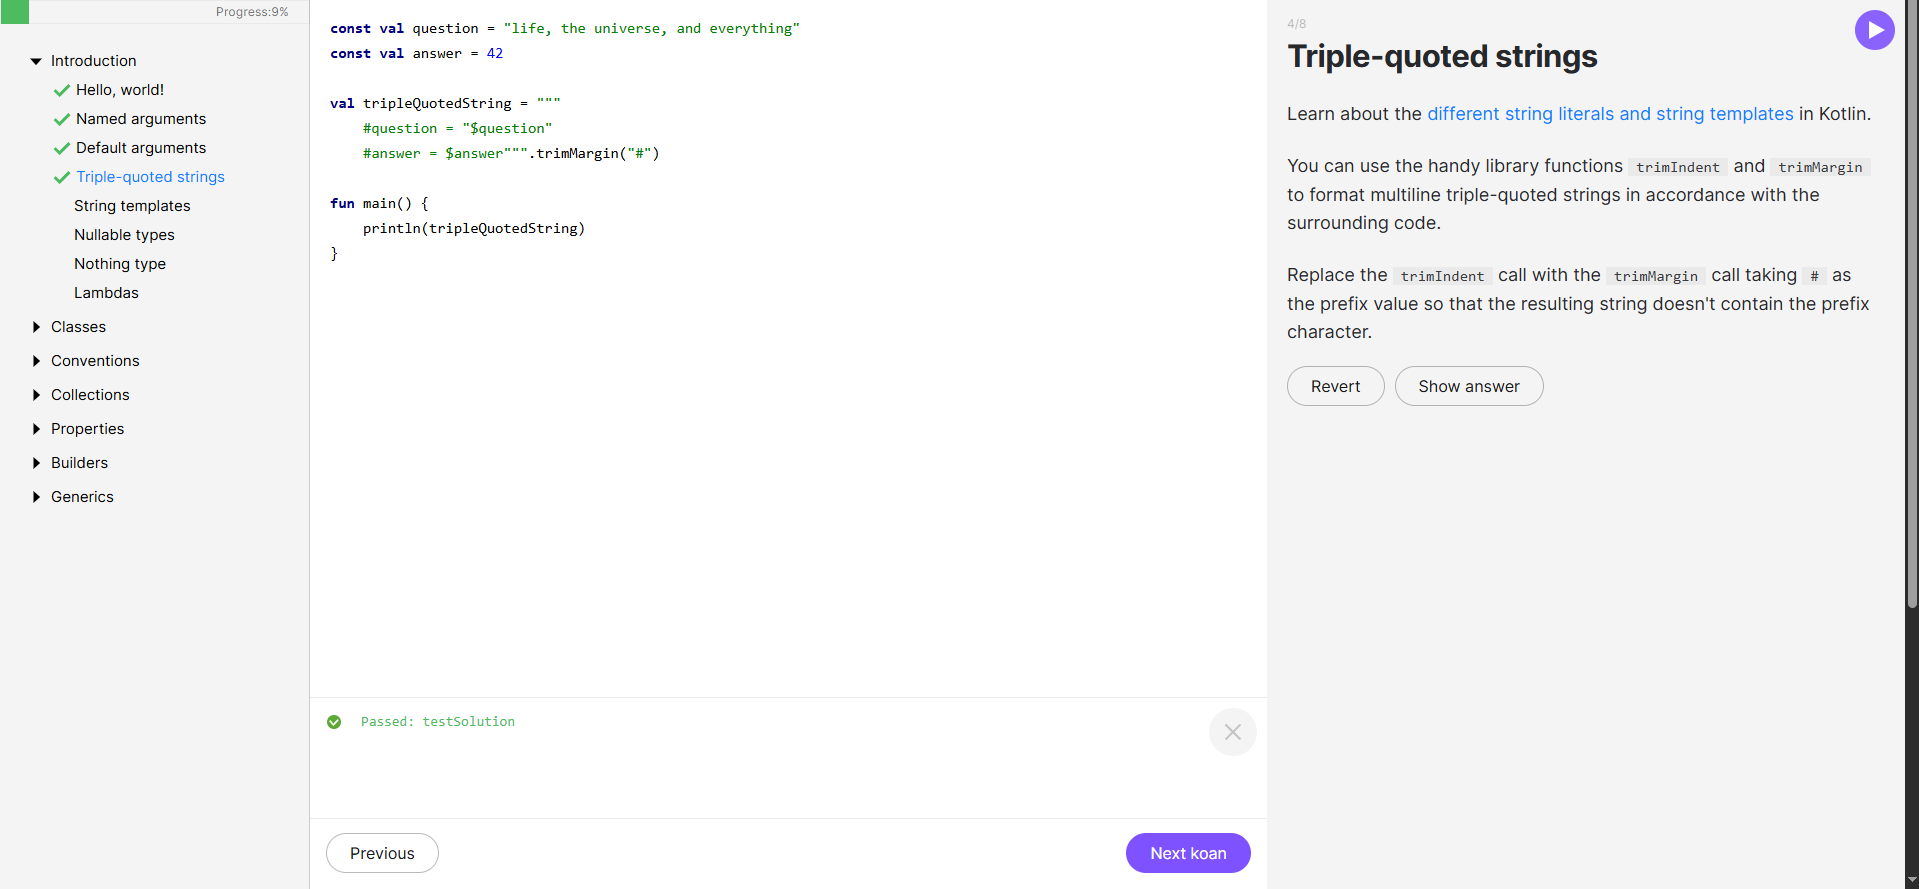 Progress:9%
Introduction
Hello, world!
Named arguments
Default arguments
Triple-quoted strings
String templates
Nullable types
Nothing type
Lambdas
Classes
Conventions
Collections
Properties
Builders
Generics
const val question = "life, the universe, and everything"
const val answer = 42
val tripleQuotedString = """
    #question = "$question"
    #answer = $answer""".trimMargin("#")
fun main() {
    println(tripleQuotedString)
}
Passed: testSolution
Previous
Next koan
4/8
Triple-quoted strings
Learn about the different string literals and string templates in Kotlin.
You can use the handy library functions trimIndent and trimMargin
to format multiline triple-quoted strings in accordance with the
surrounding code.
Replace the trimIndent call with the trimMargin call taking # as
the prefix value so that the resulting string doesn't contain the prefix
character.
Revert
Show answer